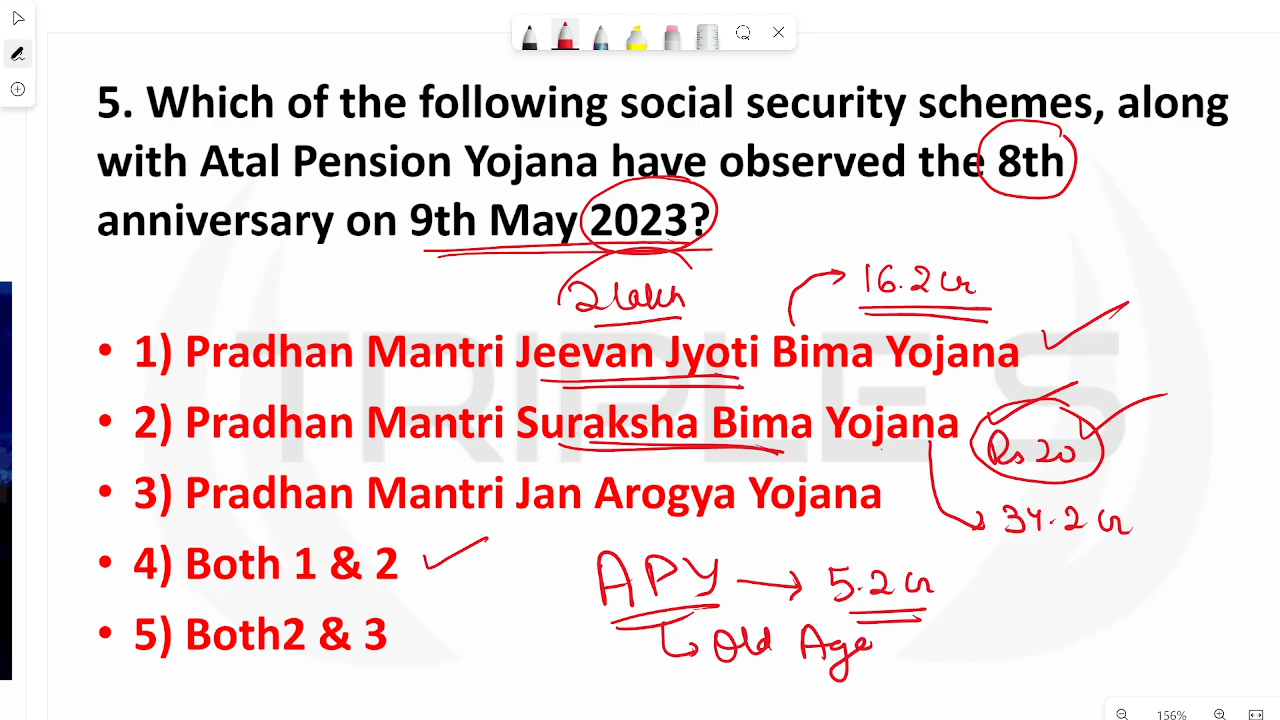 5. Which of the following social security schemes, along
with Atal Pension Yojana have observed the 8th
anniversary on 9th May 2023?
2 lakh
16.2 cr
• 1) Pradhan Mantri Jeevan Jyoti Bima Yojana
• 2) Pradhan Mantri Suraksha Bima Yojana
Rs 20
• 3) Pradhan Mantri Jan Arogya Yojana
34.2 cr
• 4) Both 1 & 2
APY → 5.2 cr
• 5) Both2 & 3
Old Age
TRIPLE S
156%